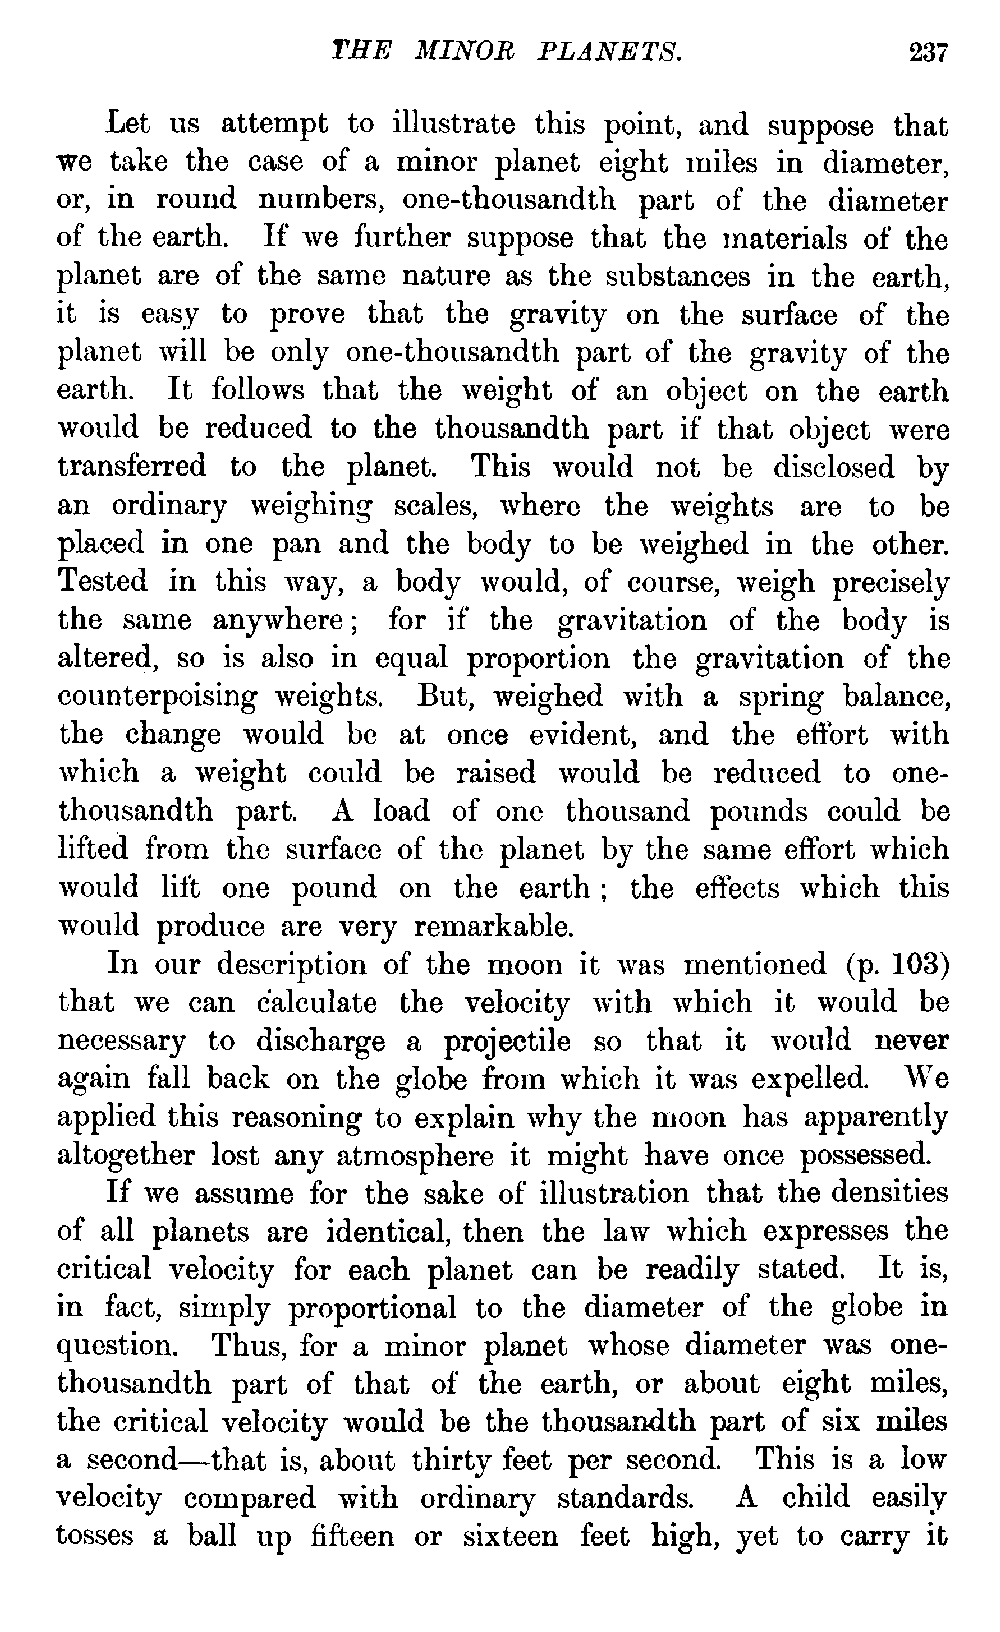 THE MINOR PLANETS. 237
Let us attempt to illustrate this point, and suppose that
we take the case of a minor planet eight miles in diameter,
or, in round numbers, one-thousandth part of the diameter
of the earth. If we further suppose that the materials of the
planet are of the same nature as the substances in the earth,
it is easy to prove that the gravity on the surface of the
planet will be only one-thousandth part of the gravity of the
earth. It follows that the weight of an object on the earth
would be reduced to the thousandth part if that object were
transferred to the planet. This would not be disclosed by
an ordinary weighing scales, where the weights are to be
placed in one pan and the body to be weighed in the other.
Tested in this way, a body would, of course, weigh precisely
the same anywhere; for if the gravitation of the body is
altered, so is also in equal proportion the gravitation of the
counterpoising weights. But, weighed with a spring balance,
the change would be at once evident, and the effort with
which a weight could be raised would be reduced to one-
thousandth part. A load of one thousand pounds could be
lifted from the surface of the planet by the same effort which
would lift one pound on the earth; the effects which this
would produce are very remarkable.
In our description of the moon it was mentioned (p. 103)
that we can calculate the velocity with which it would be
necessary to discharge a projectile so that it would never
again fall back on the globe from which it was expelled. We
applied this reasoning to explain why the moon has apparently
altogether lost any atmosphere it might have once possessed.
If we assume for the sake of illustration that the densities
of all planets are identical, then the law which expresses the
critical velocity for each planet can be readily stated. It is,
in fact, simply proportional to the diameter of the globe in
question. Thus, for a minor planet whose diameter was one-
thousandth part of that of the earth, or about eight miles,
the critical velocity would be the thousandth part of six miles
a second—that is, about thirty feet per second. This is a low
velocity compared with ordinary standards. A child easily
tosses a ball up fifteen or sixteen feet high, yet to carry it